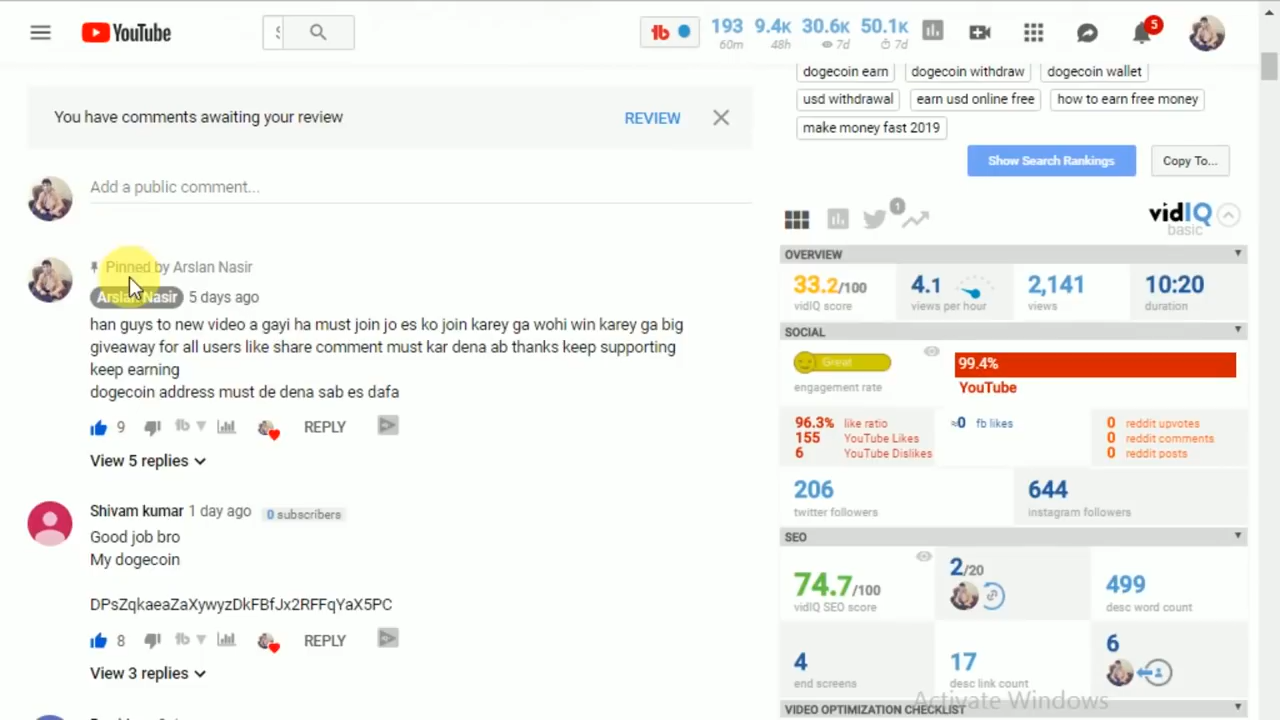 YouTube
S
193 9.4K 30.6K 50.1K
60m 48h 7d 7d
5
dogecoin earn dogecoin withdraw dogecoin wallet
usd withdrawal earn usd online free how to earn free money
make money fast 2019
Show Search Rankings Copy To...
You have comments awaiting your review REVIEW
Add a public comment...
Pinned by Arslan Nasir
Arslan Nasir 5 days ago
han guys to new video a gayi ha must join jo es ko join karey ga wohi win karey ga big
giveaway for all users like share comment must kar dena ab thanks keep supporting
keep earning
dogecoin address must de dena sab es dafa
9 REPLY
View 5 replies
Shivam kumar 1 day ago 0 subscribers
Good job bro
My dogecoin
DPsZqkaeaZaXywyzDkFBfJx2RFFqYaX5PC
8 REPLY
View 3 replies
1
vidIQ
basic
OVERVIEW
33.2/100 4.1 2,141 10:20
vidIQ score views per hour views duration
SOCIAL
Great 99.4%
engagement rate YouTube
96.3% like ratio ≈0 fb likes 0 reddit upvotes
155 YouTube Likes 0 reddit comments
6 YouTube Dislikes 0 reddit posts
206 644
twitter followers instagram followers
SEO
74.7/100 2/20 499
vidIQ SEO score desc word count
4 17 6
end screens desc link count
Activate Windows
VIDEO OPTIMIZATION CHECKLIST